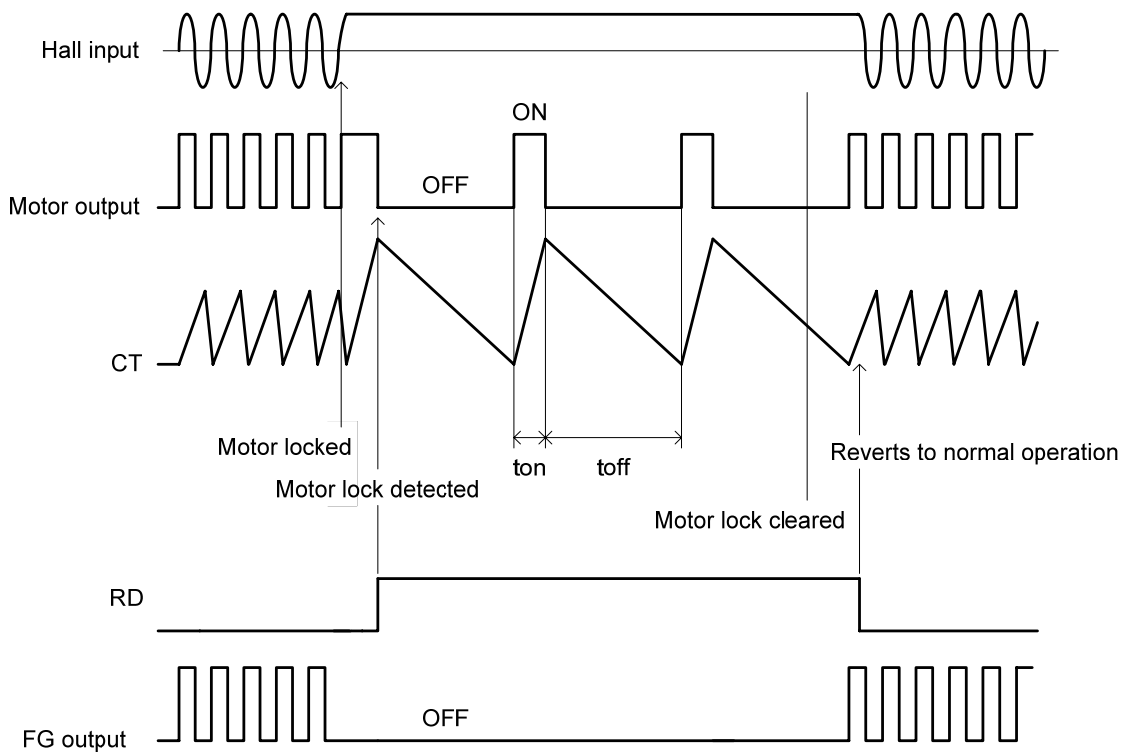 Hall input
ON
OFF
Motor output
CT
Motor locked
ton
toff
Reverts to normal operation
Motor lock detected
Motor lock cleared
RD
OFF
FG output